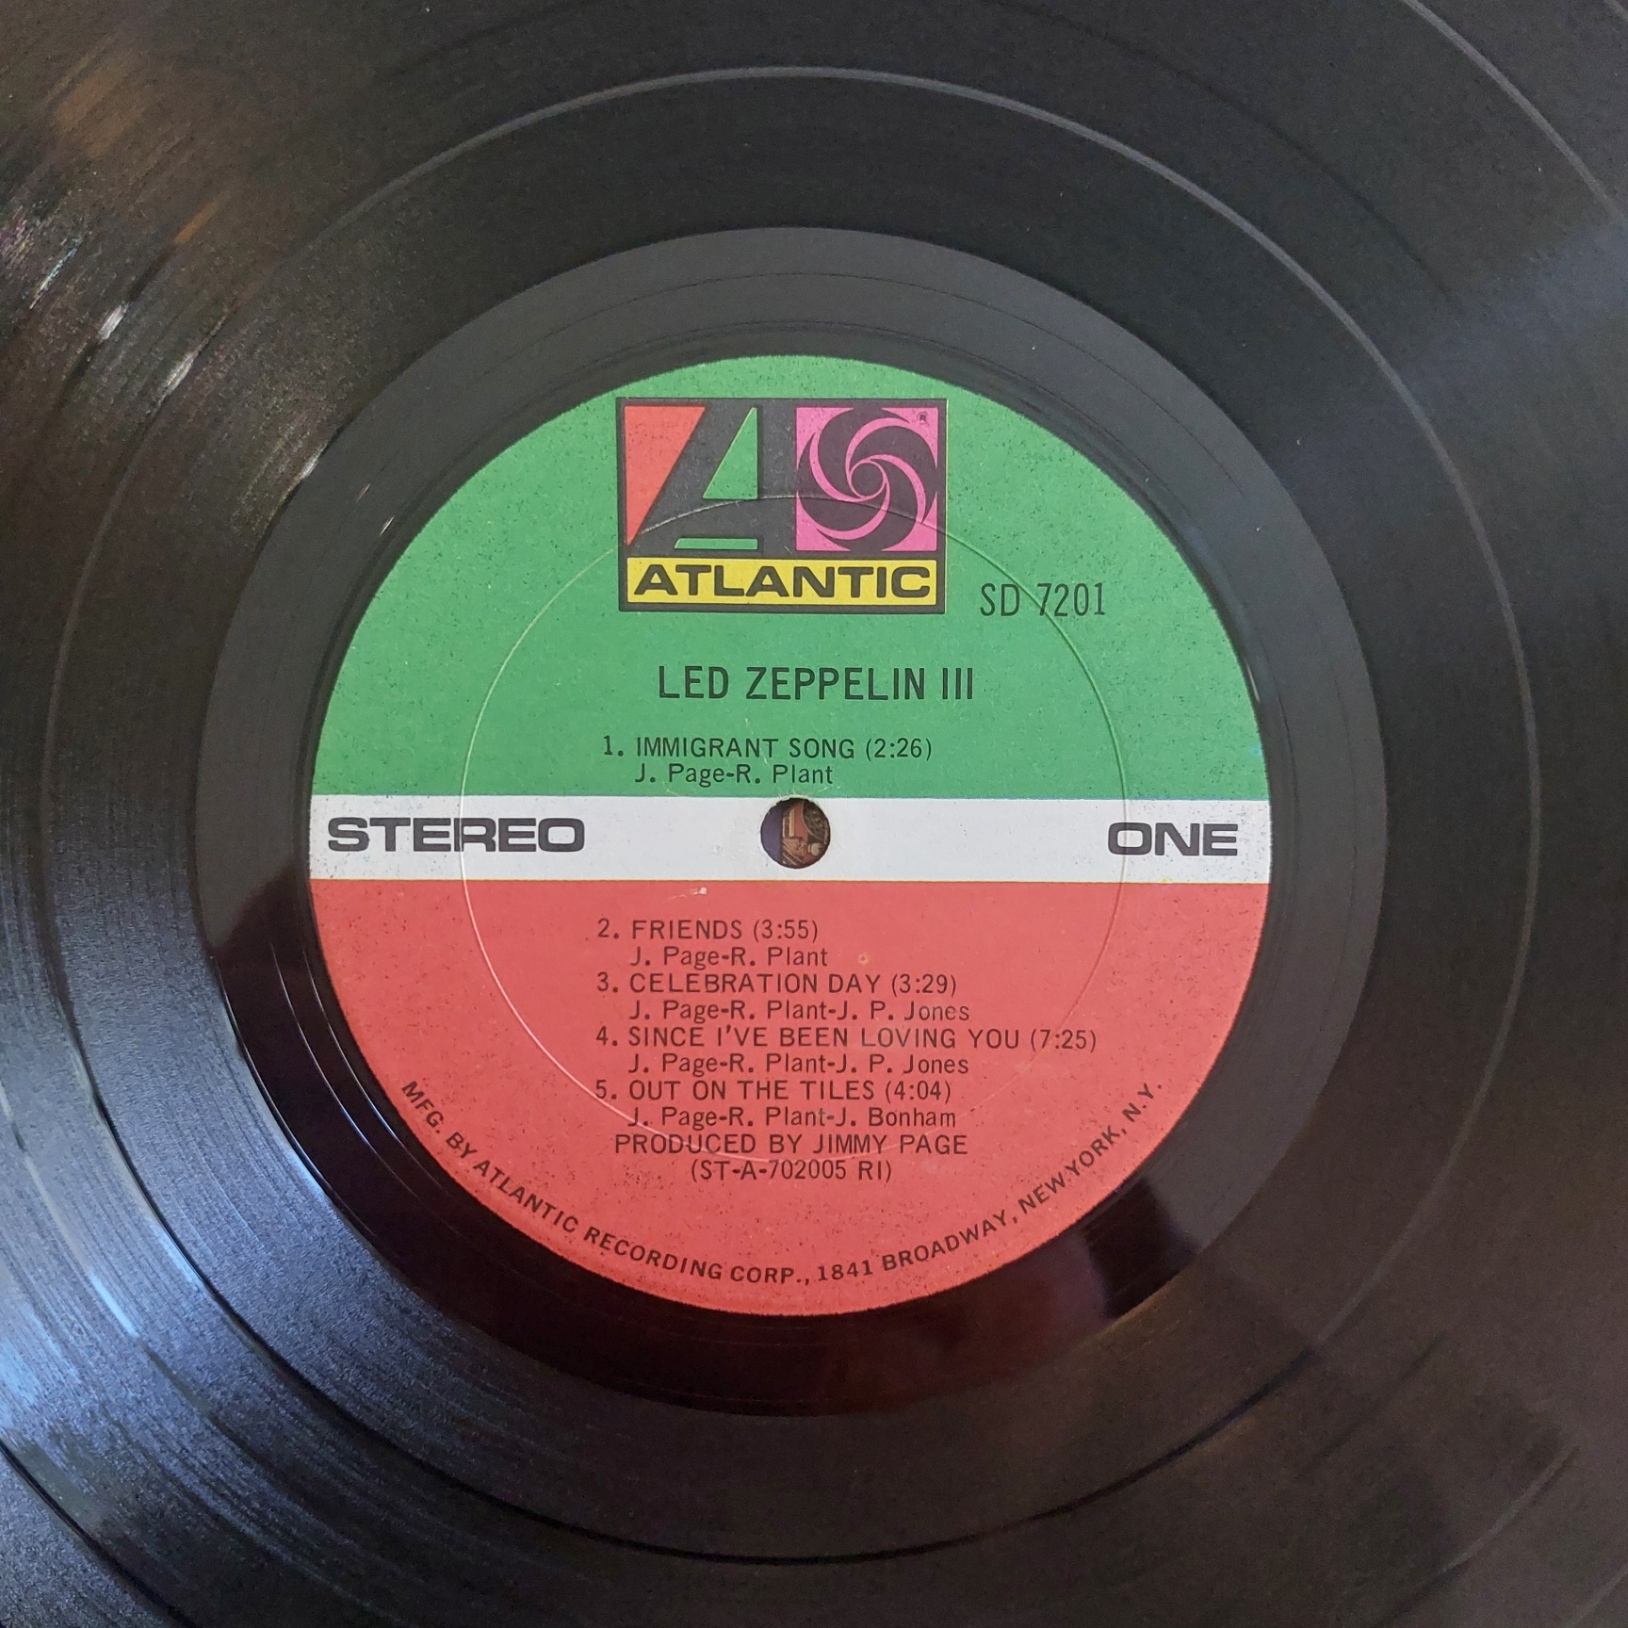 ATLANTIC
®
SD 7201
LED ZEPPELIN III
1. IMMIGRANT SONG (2:26)
J. Page-R. Plant
STEREO
ONE
2. FRIENDS (3:55)
J. Page-R. Plant
3. CELEBRATION DAY (3:29)
J. Page-R. Plant-J. P. Jones
4. SINCE I'VE BEEN LOVING YOU (7:25)
J. Page-R. Plant-J. P. Jones
5. OUT ON THE TILES (4:04)
J. Page-R. Plant-J. Bonham
PRODUCED BY JIMMY PAGE
(ST-A-702005 RI)
MFG. BY ATLANTIC RECORDING CORP., 1841 BROADWAY, NEW YORK, N.Y.